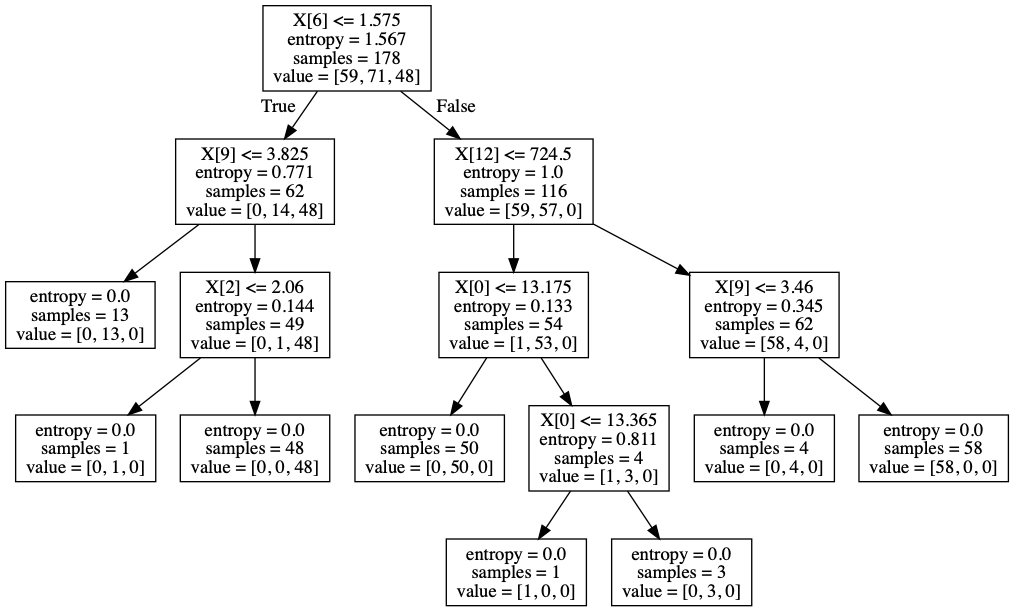 X[6] <= 1.575
entropy = 1.567
samples = 178
value = [59, 71, 48]
True
False
X[9] <= 3.825
entropy = 0.771
samples = 62
value = [0, 14, 48]
X[12] <= 724.5
entropy = 1.0
samples = 116
value = [59, 57, 0]
entropy = 0.0
samples = 13
value = [0, 13, 0]
X[2] <= 2.06
entropy = 0.144
samples = 49
value = [0, 1, 48]
X[0] <= 13.175
entropy = 0.133
samples = 54
value = [1, 53, 0]
X[9] <= 3.46
entropy = 0.345
samples = 62
value = [58, 4, 0]
entropy = 0.0
samples = 1
value = [0, 1, 0]
entropy = 0.0
samples = 48
value = [0, 0, 48]
entropy = 0.0
samples = 50
value = [0, 50, 0]
X[0] <= 13.365
entropy = 0.811
samples = 4
value = [1, 3, 0]
entropy = 0.0
samples = 4
value = [0, 4, 0]
entropy = 0.0
samples = 58
value = [58, 0, 0]
entropy = 0.0
samples = 1
value = [1, 0, 0]
entropy = 0.0
samples = 3
value = [0, 3, 0]